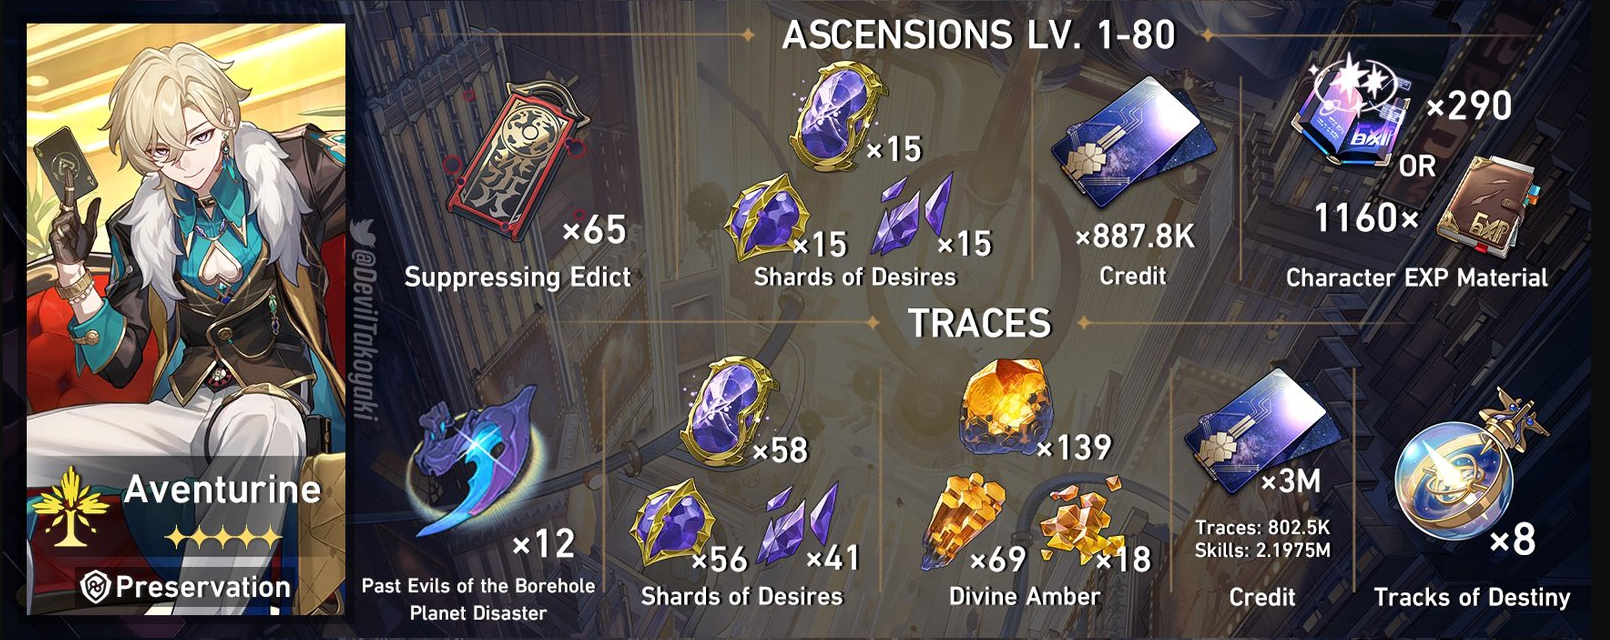 ASCENSIONS LV. 1-80
×65
Suppressing Edict
×15
×15
×15
Shards of Desires
×887.8K
Credit
×290
OR
1160×
Character EXP Material
@DevilTakoyaki
TRACES
×12
Past Evils of the Borehole
Planet Disaster
×58
×56
×41
Shards of Desires
×139
×69
×18
Divine Amber
×3M
Traces: 802.5K
Skills: 2.1975M
Credit
×8
Tracks of Destiny
Aventurine
Preservation